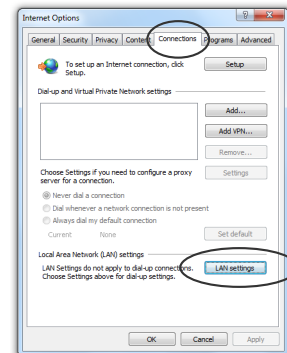 Internet Options
General Security Privacy Content Connections Programs Advanced
To set up an Internet connection, click
Setup.
Setup
Dial-up and Virtual Private Network settings
Add...
Add VPN...
Remove...
Choose Settings if you need to configure a proxy
server for a connection.
Settings
Never dial a connection
Dial whenever a network connection is not present
Always dial my default connection
Current None
Set default
Local Area Network (LAN) settings
LAN Settings do not apply to dial-up connections.
Choose Settings above for dial-up settings.
LAN settings
OK Cancel Apply